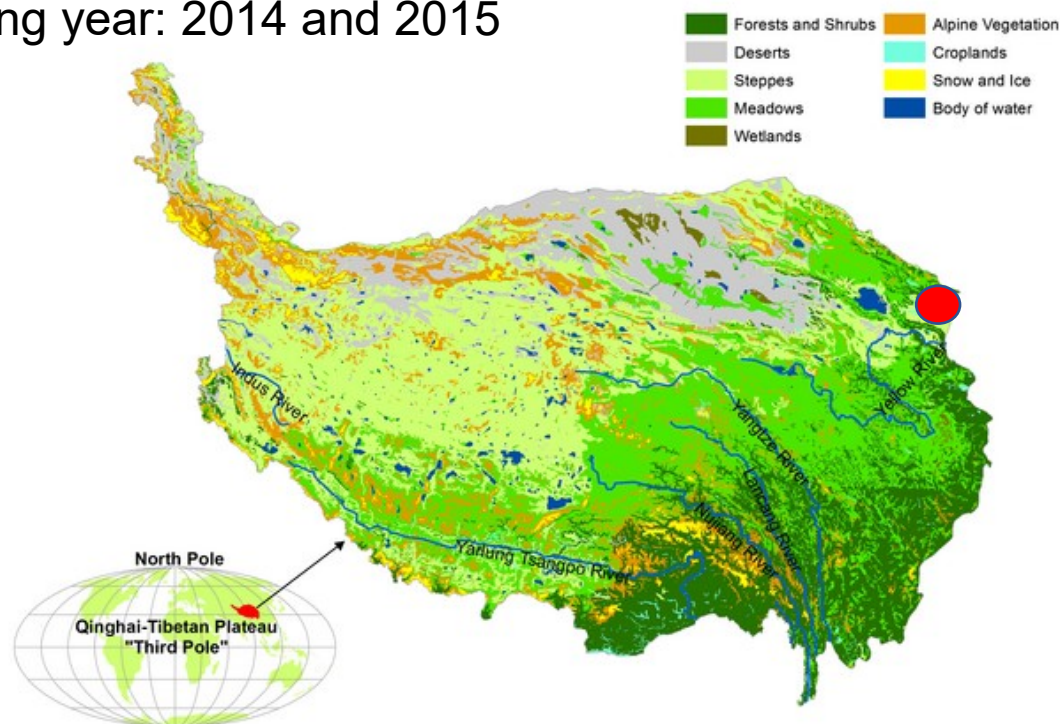 ng year: 2014 and 2015
Forests and Shrubs
Alpine Vegetation
Deserts
Croplands
Steppes
Snow and Ice
Meadows
Body of water
Wetlands
Indus River
Yellow River
Yangtze River
Lancang River
Nujiang River
Yarlung Tsangpo River
North Pole
Qinghai-Tibetan Plateau
"Third Pole"